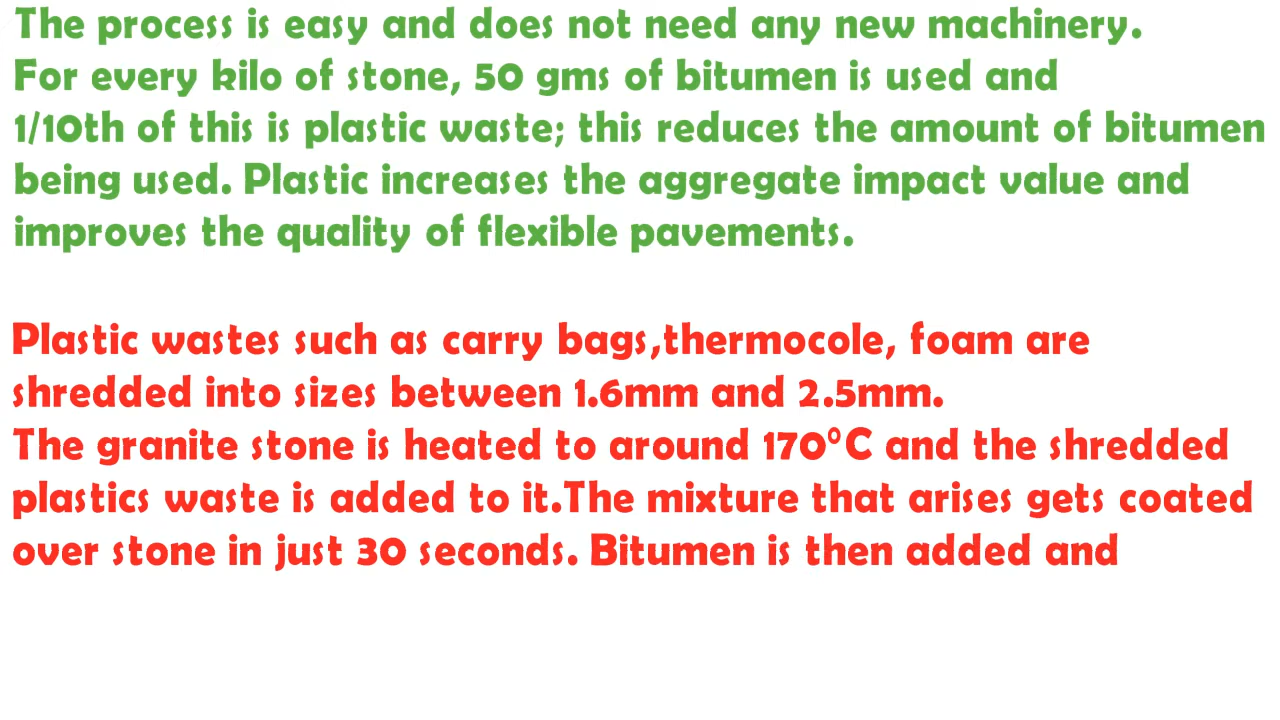 The process is easy and does not need any new machinery.
For every kilo of stone, 50 gms of bitumen is used and
1/10th of this is plastic waste; this reduces the amount of bitumen
being used. Plastic increases the aggregate impact value and
improves the quality of flexible pavements.
Plastic wastes such as carry bags,thermocole, foam are
shredded into sizes between 1.6mm and 2.5mm.
The granite stone is heated to around 170°C and the shredded
plastics waste is added to it.The mixture that arises gets coated
over stone in just 30 seconds. Bitumen is then added and